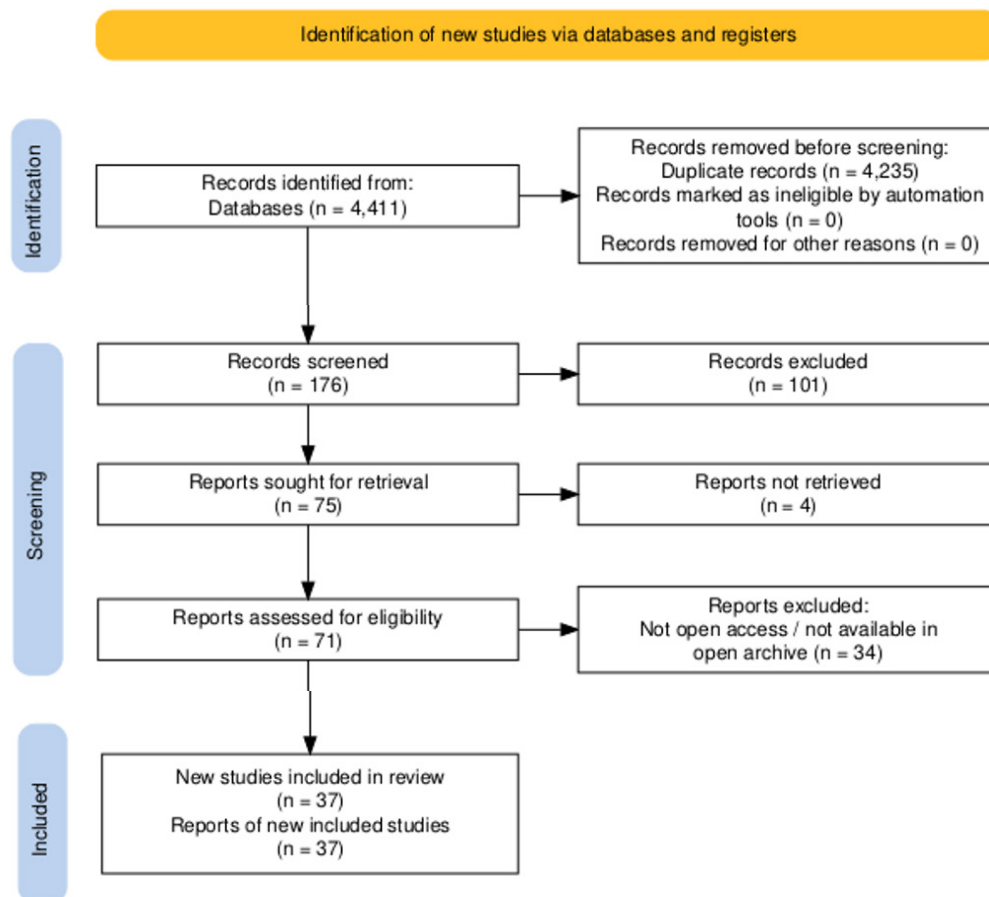 Identification of new studies via databases and registers
Identification
Records identified from:
Databases (n = 4,411)
Records removed before screening:
Duplicate records (n = 4,235)
Records marked as ineligible by automation
tools (n = 0)
Records removed for other reasons (n = 0)
Screening
Records screened
(n = 176)
Records excluded
(n = 101)
Reports sought for retrieval
(n = 75)
Reports not retrieved
(n = 4)
Reports assessed for eligibility
(n = 71)
Reports excluded:
Not open access / not available in
open archive (n = 34)
Included
New studies included in review
(n = 37)
Reports of new included studies
(n = 37)